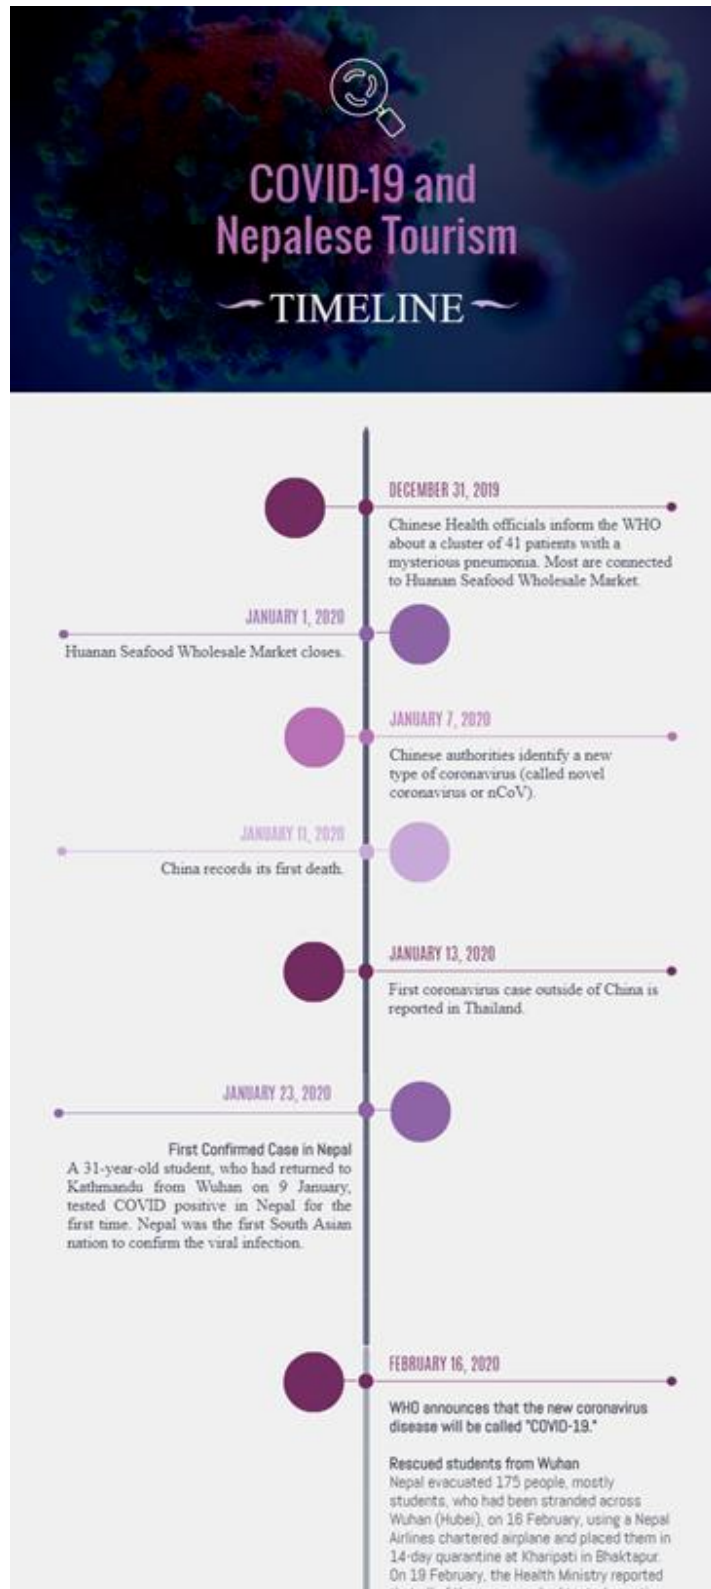 COVID-19 and
Nepalese Tourism
TIMELINE
DECEMBER 31, 2019
Chinese Health officials inform the WHO
about a cluster of 41 patients with a
mysterious pneumonia. Most are connected
to Huanan Seafood Wholesale Market.
JANUARY 1, 2020
Huanan Seafood Wholesale Market closes.
JANUARY 7, 2020
Chinese authorities identify a new
type of coronavirus (called novel
coronavirus or nCoV).
JANUARY 11, 2020
China records its first death.
JANUARY 13, 2020
First coronavirus case outside of China is
reported in Thailand.
JANUARY 23, 2020
First Confirmed Case in Nepal
A 31-year-old student, who had returned to
Kathmandu from Wuhan on 9 January,
tested COVID positive in Nepal for the
first time. Nepal was the first South Asian
nation to confirm the viral infection.
FEBRUARY 16, 2020
WHO announces that the new coronavirus
disease will be called "COVID-19."
Rescued students from Wuhan
Nepal evacuated 175 people, mostly
students, who had been stranded across
Wuhan (Hubei), on 16 February, using a Nepal
Airlines chartered airplane and placed them in
14-day quarantine at Kharipati in Bhaktapur.
On 19 February, the Health Ministry reported